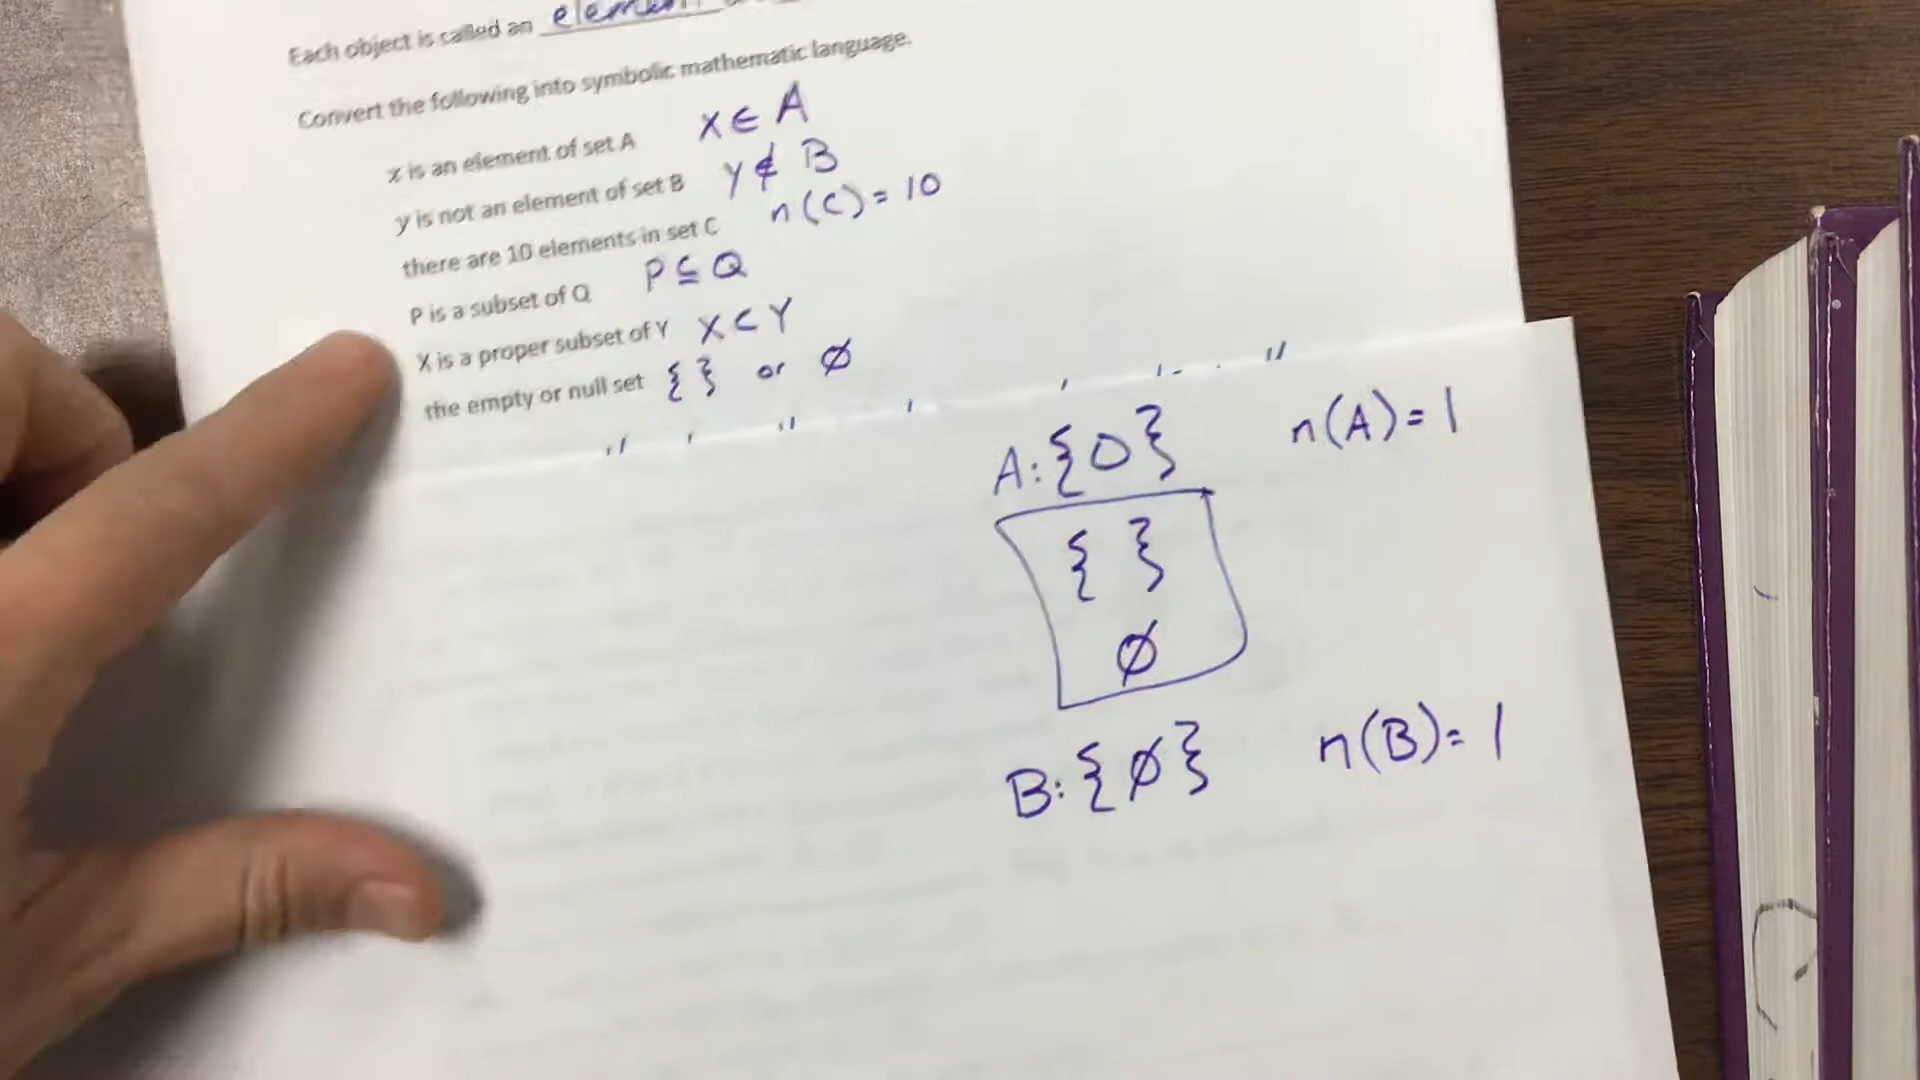 Each object is called an element
Convert the following into symbolic mathematic language.
x is an element of set A X ∈ A
y is not an element of set B Y ∉ B
there are 10 elements in set C n(C) = 10
P is a subset of Q P ⊆ Q
X is a proper subset of Y X ⊂ Y
the empty or null set { } or ∅
A: {0} n(A) = 1
{ }
∅
B: {∅} n(B) = 1